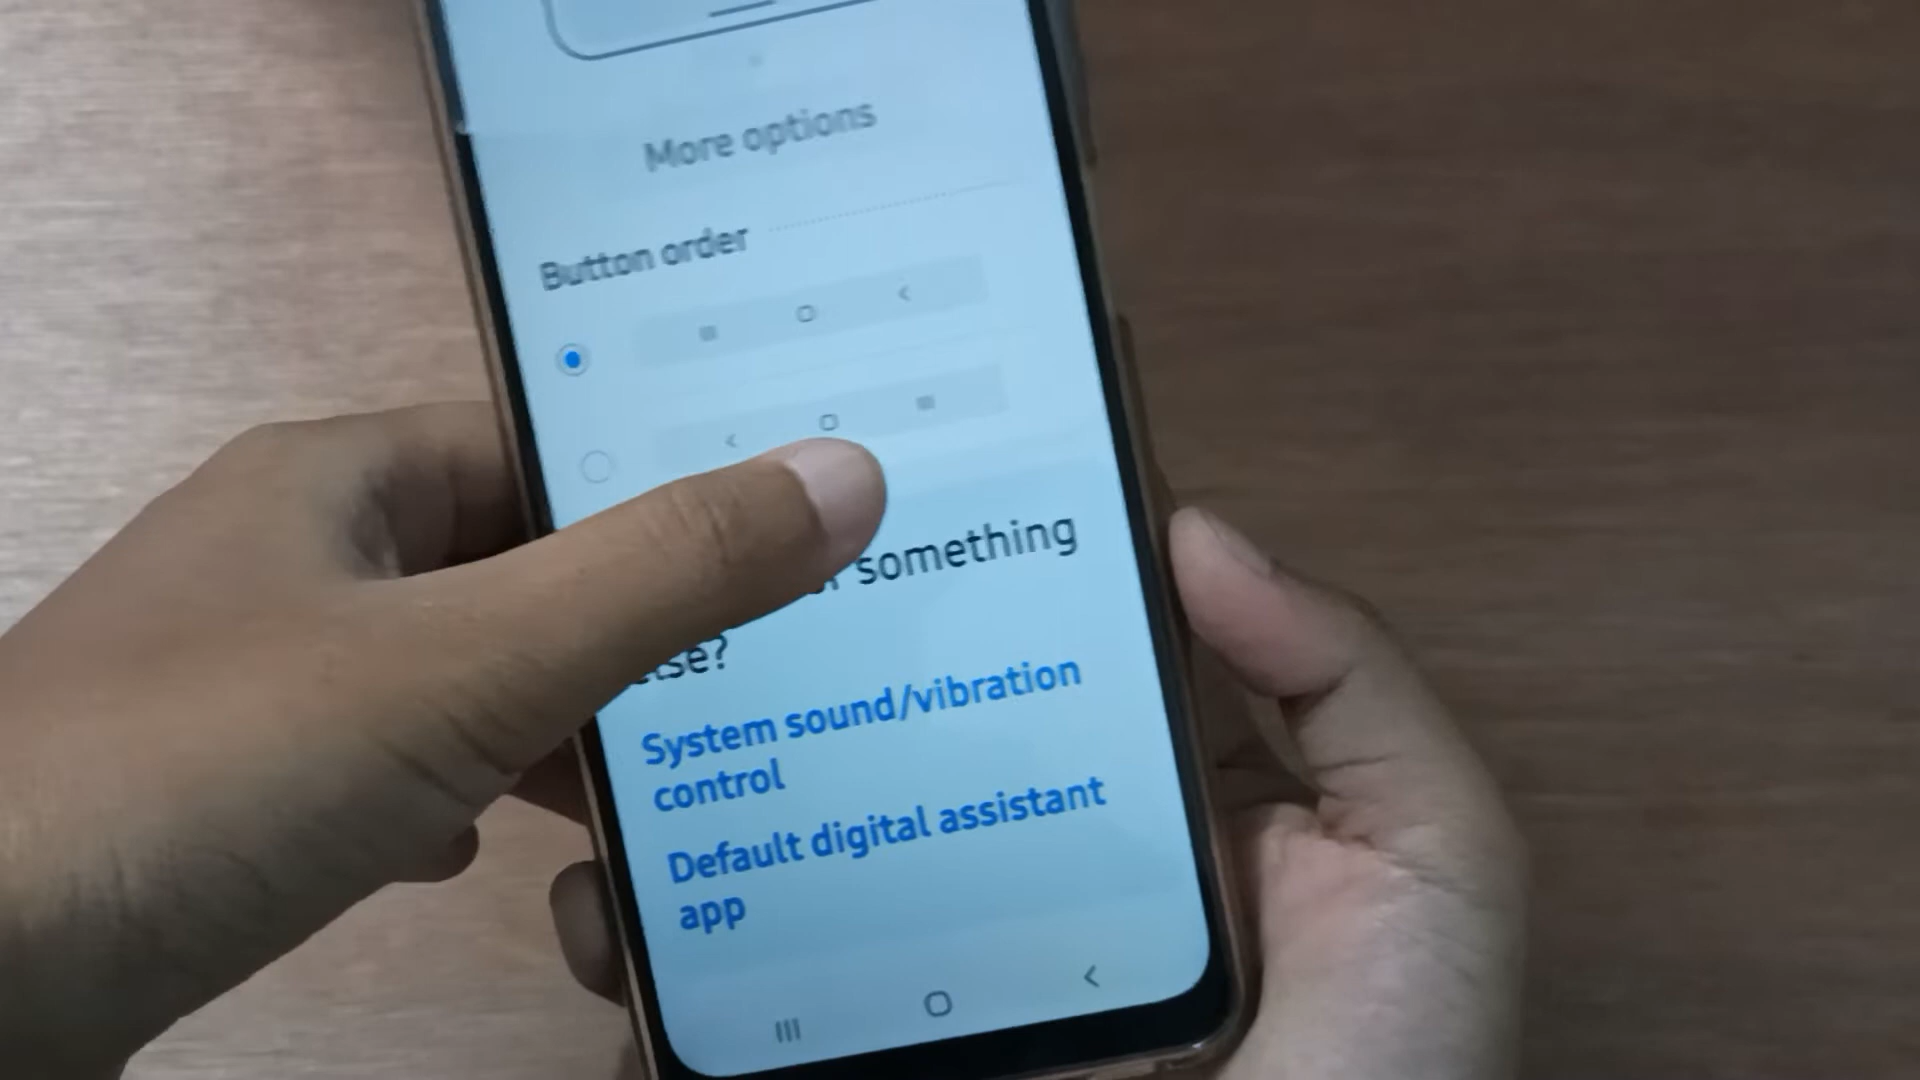 More options
Button order
something
else?
System sound/vibration
control
Default digital assistant
app